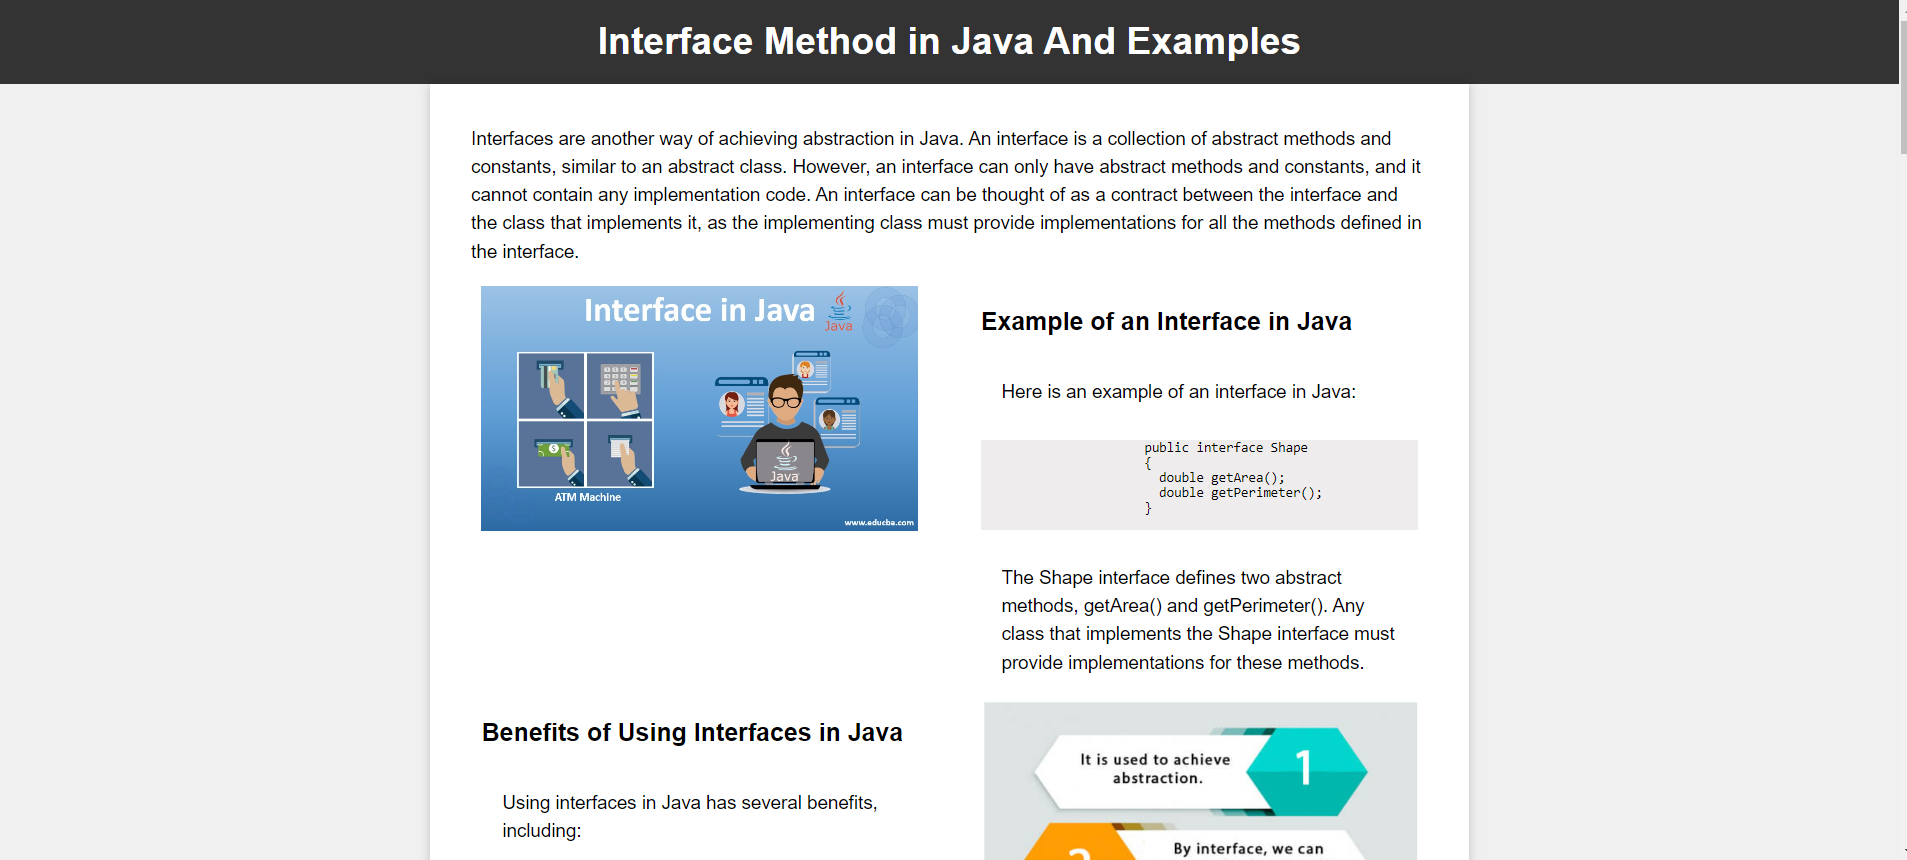 Interface Method in Java And Examples
Interfaces are another way of achieving abstraction in Java. An interface is a collection of abstract methods and
constants, similar to an abstract class. However, an interface can only have abstract methods and constants, and it
cannot contain any implementation code. An interface can be thought of as a contract between the interface and
the class that implements it, as the implementing class must provide implementations for all the methods defined in
the interface.
Interface in Java
Java
Java
ATM Machine
www.educba.com
Example of an Interface in Java
Here is an example of an interface in Java:
public interface Shape
{
double getArea();
double getPerimeter();
}
The Shape interface defines two abstract
methods, getArea() and getPerimeter(). Any
class that implements the Shape interface must
provide implementations for these methods.
Benefits of Using Interfaces in Java
Using interfaces in Java has several benefits,
including:
It is used to achieve
abstraction.
1
2
By interface, we can